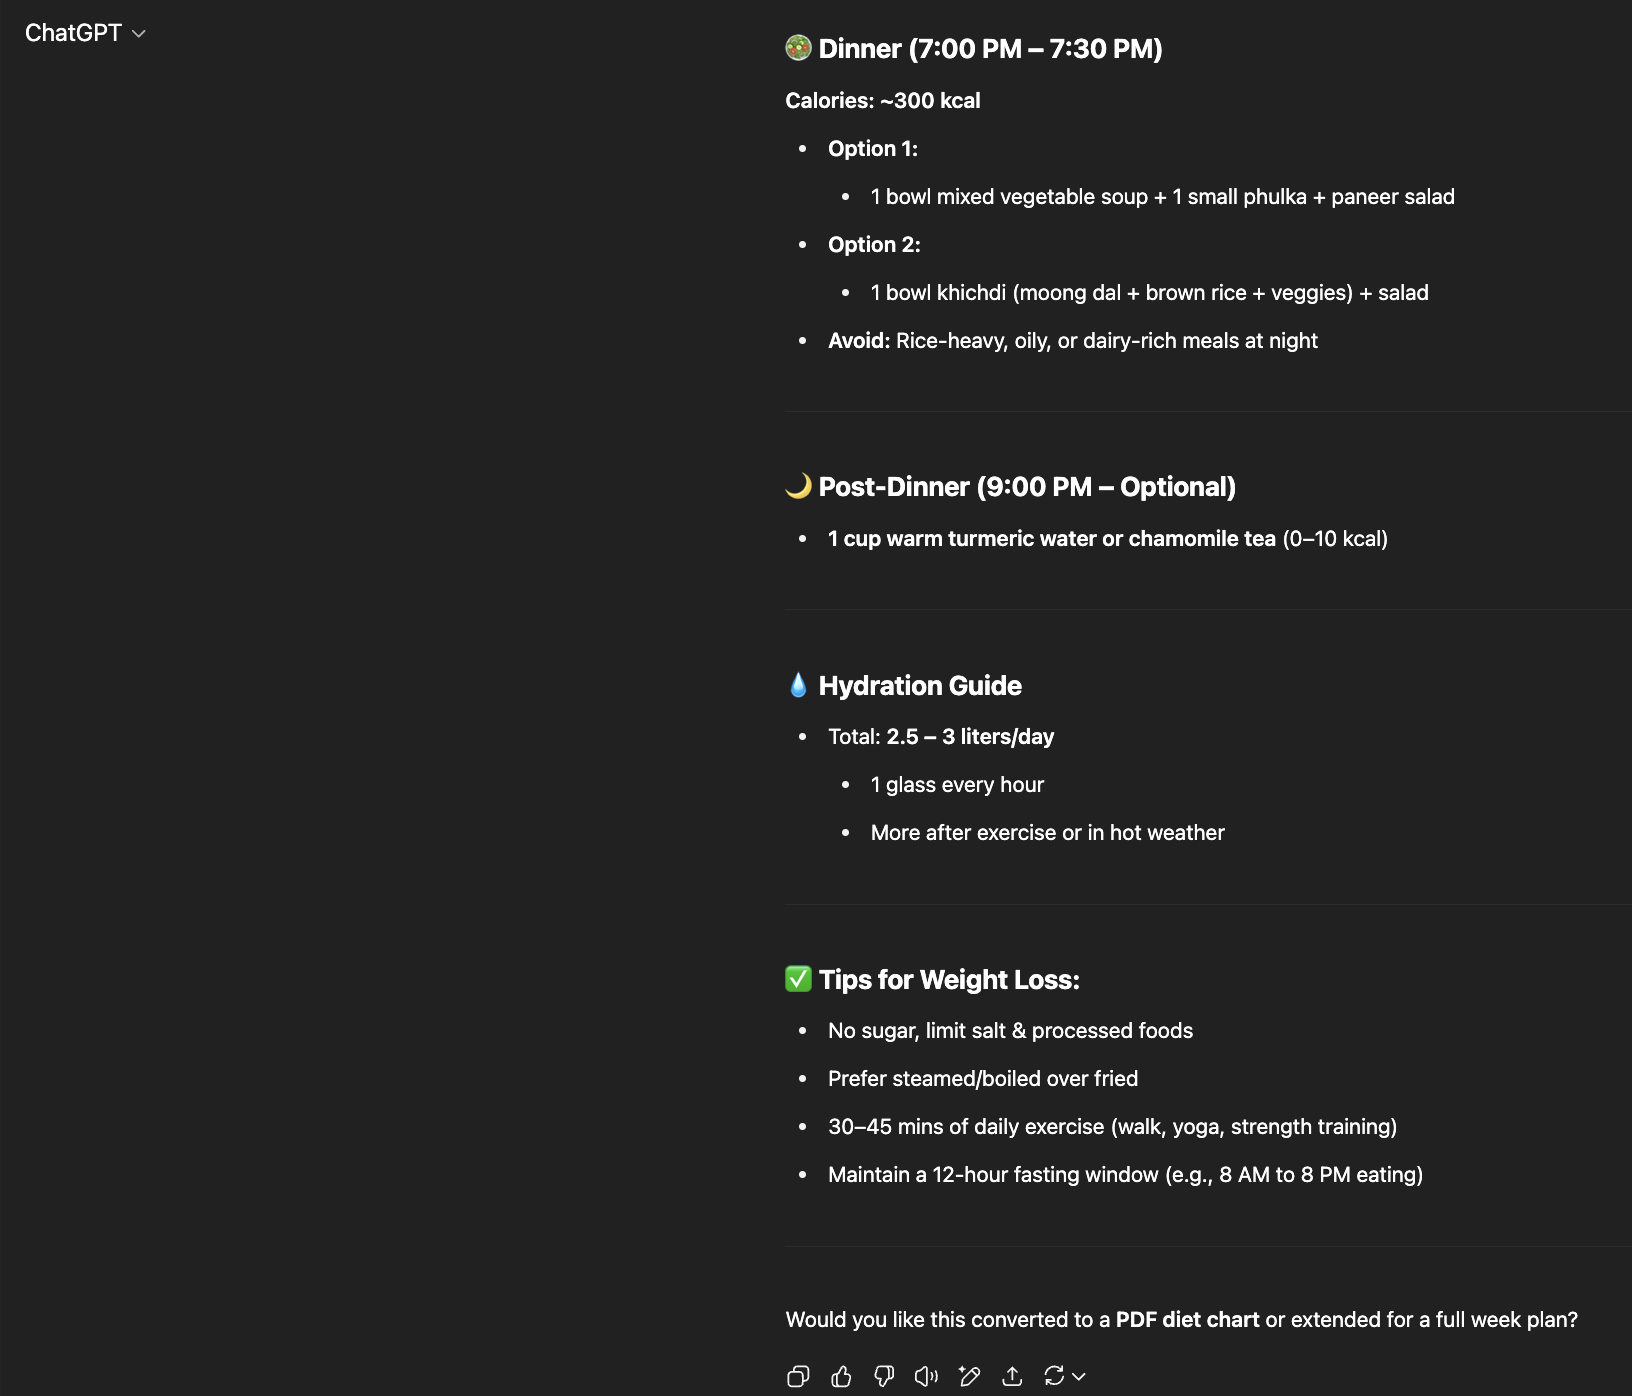 ChatGPT
🥗 Dinner (7:00 PM – 7:30 PM)
Calories: ~300 kcal
• Option 1:
• 1 bowl mixed vegetable soup + 1 small phulka + paneer salad
• Option 2:
• 1 bowl khichdi (moong dal + brown rice + veggies) + salad
• Avoid: Rice-heavy, oily, or dairy-rich meals at night
🌙 Post-Dinner (9:00 PM – Optional)
• 1 cup warm turmeric water or chamomile tea (0–10 kcal)
💧 Hydration Guide
• Total: 2.5 – 3 liters/day
• 1 glass every hour
• More after exercise or in hot weather
✅ Tips for Weight Loss:
• No sugar, limit salt & processed foods
• Prefer steamed/boiled over fried
• 30–45 mins of daily exercise (walk, yoga, strength training)
• Maintain a 12-hour fasting window (e.g., 8 AM to 8 PM eating)
Would you like this converted to a PDF diet chart or extended for a full week plan?